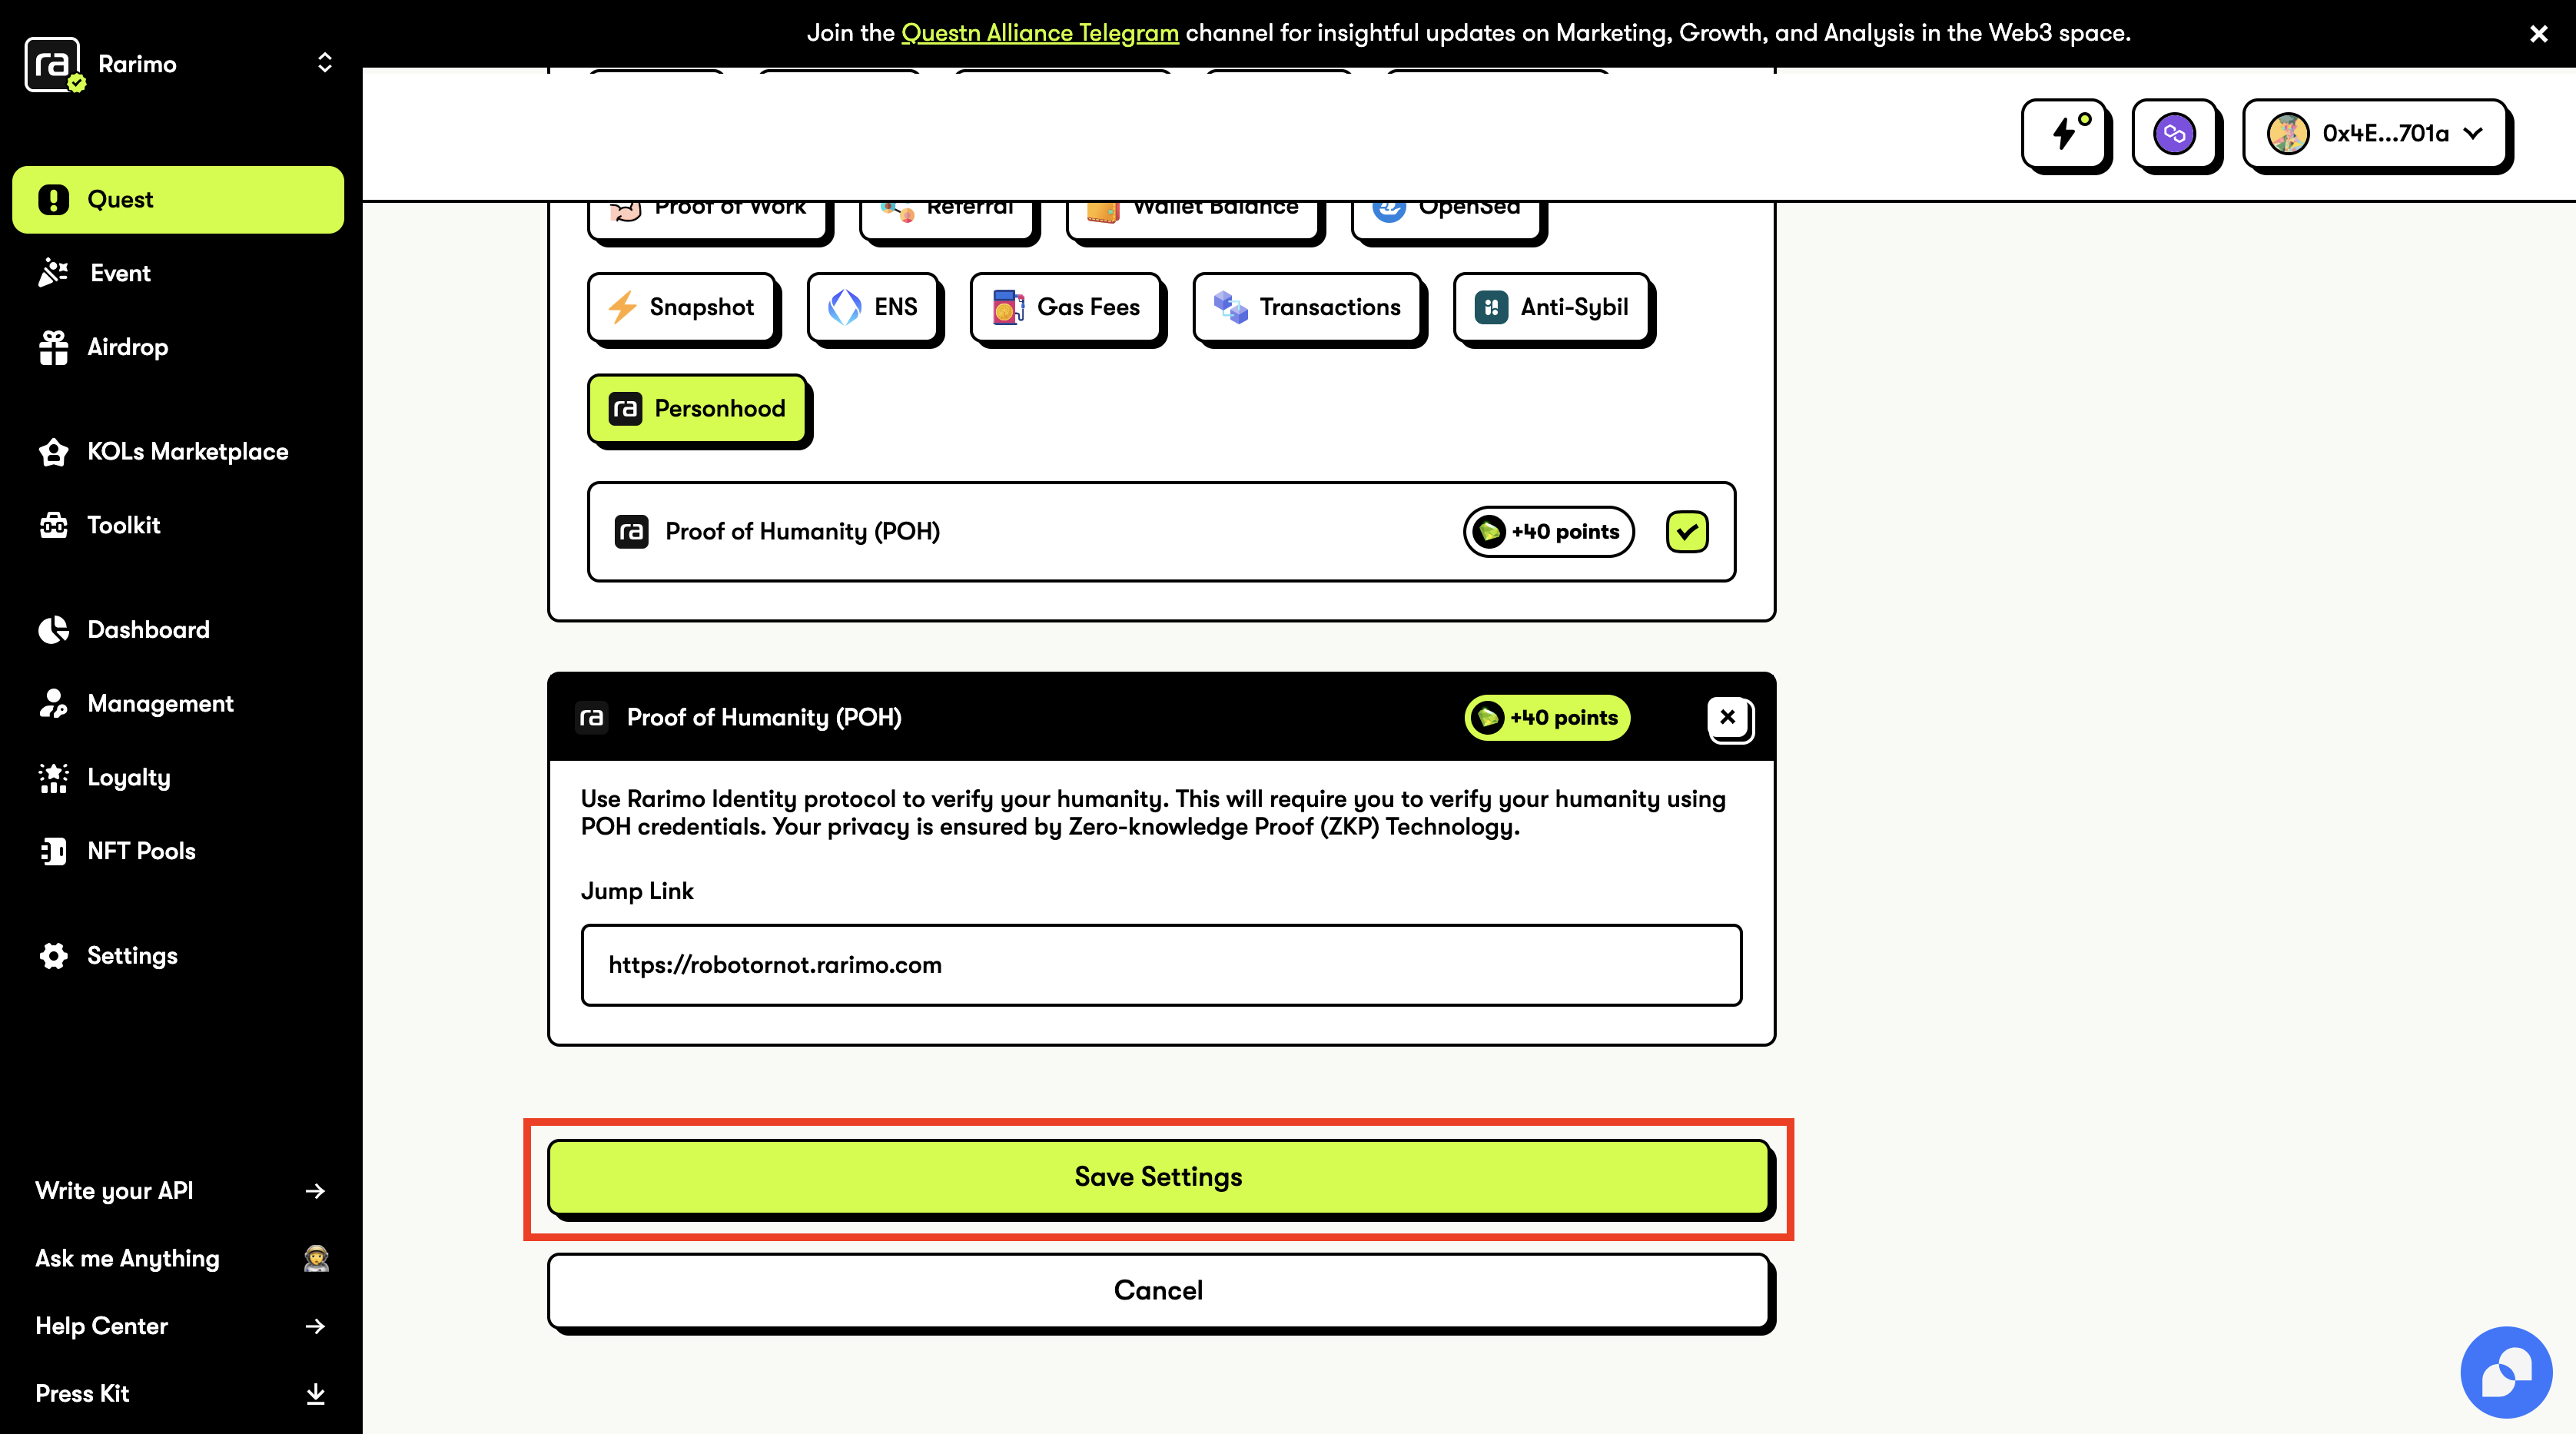 Join the Questn Alliance Telegram channel for insightful updates on Marketing, Growth, and Analysis in the Web3 space.
ra
Rarimo
0x4E...701a
Quest
Event
Airdrop
KOLs Marketplace
Toolkit
Dashboard
Management
Loyalty
NFT Pools
Settings
Write your API
Ask me Anything
Help Center
Press Kit
Proof of Work
Referral
Wallet Balance
OpenSea
Snapshot
ENS
Gas Fees
Transactions
Anti-Sybil
ra Personhood
ra Proof of Humanity (POH)
+40 points
ra Proof of Humanity (POH)
+40 points
Use Rarimo Identity protocol to verify your humanity. This will require you to verify your humanity using
POH credentials. Your privacy is ensured by Zero-knowledge Proof (ZKP) Technology.
Jump Link
https://robotornot.rarimo.com
Save Settings
Cancel